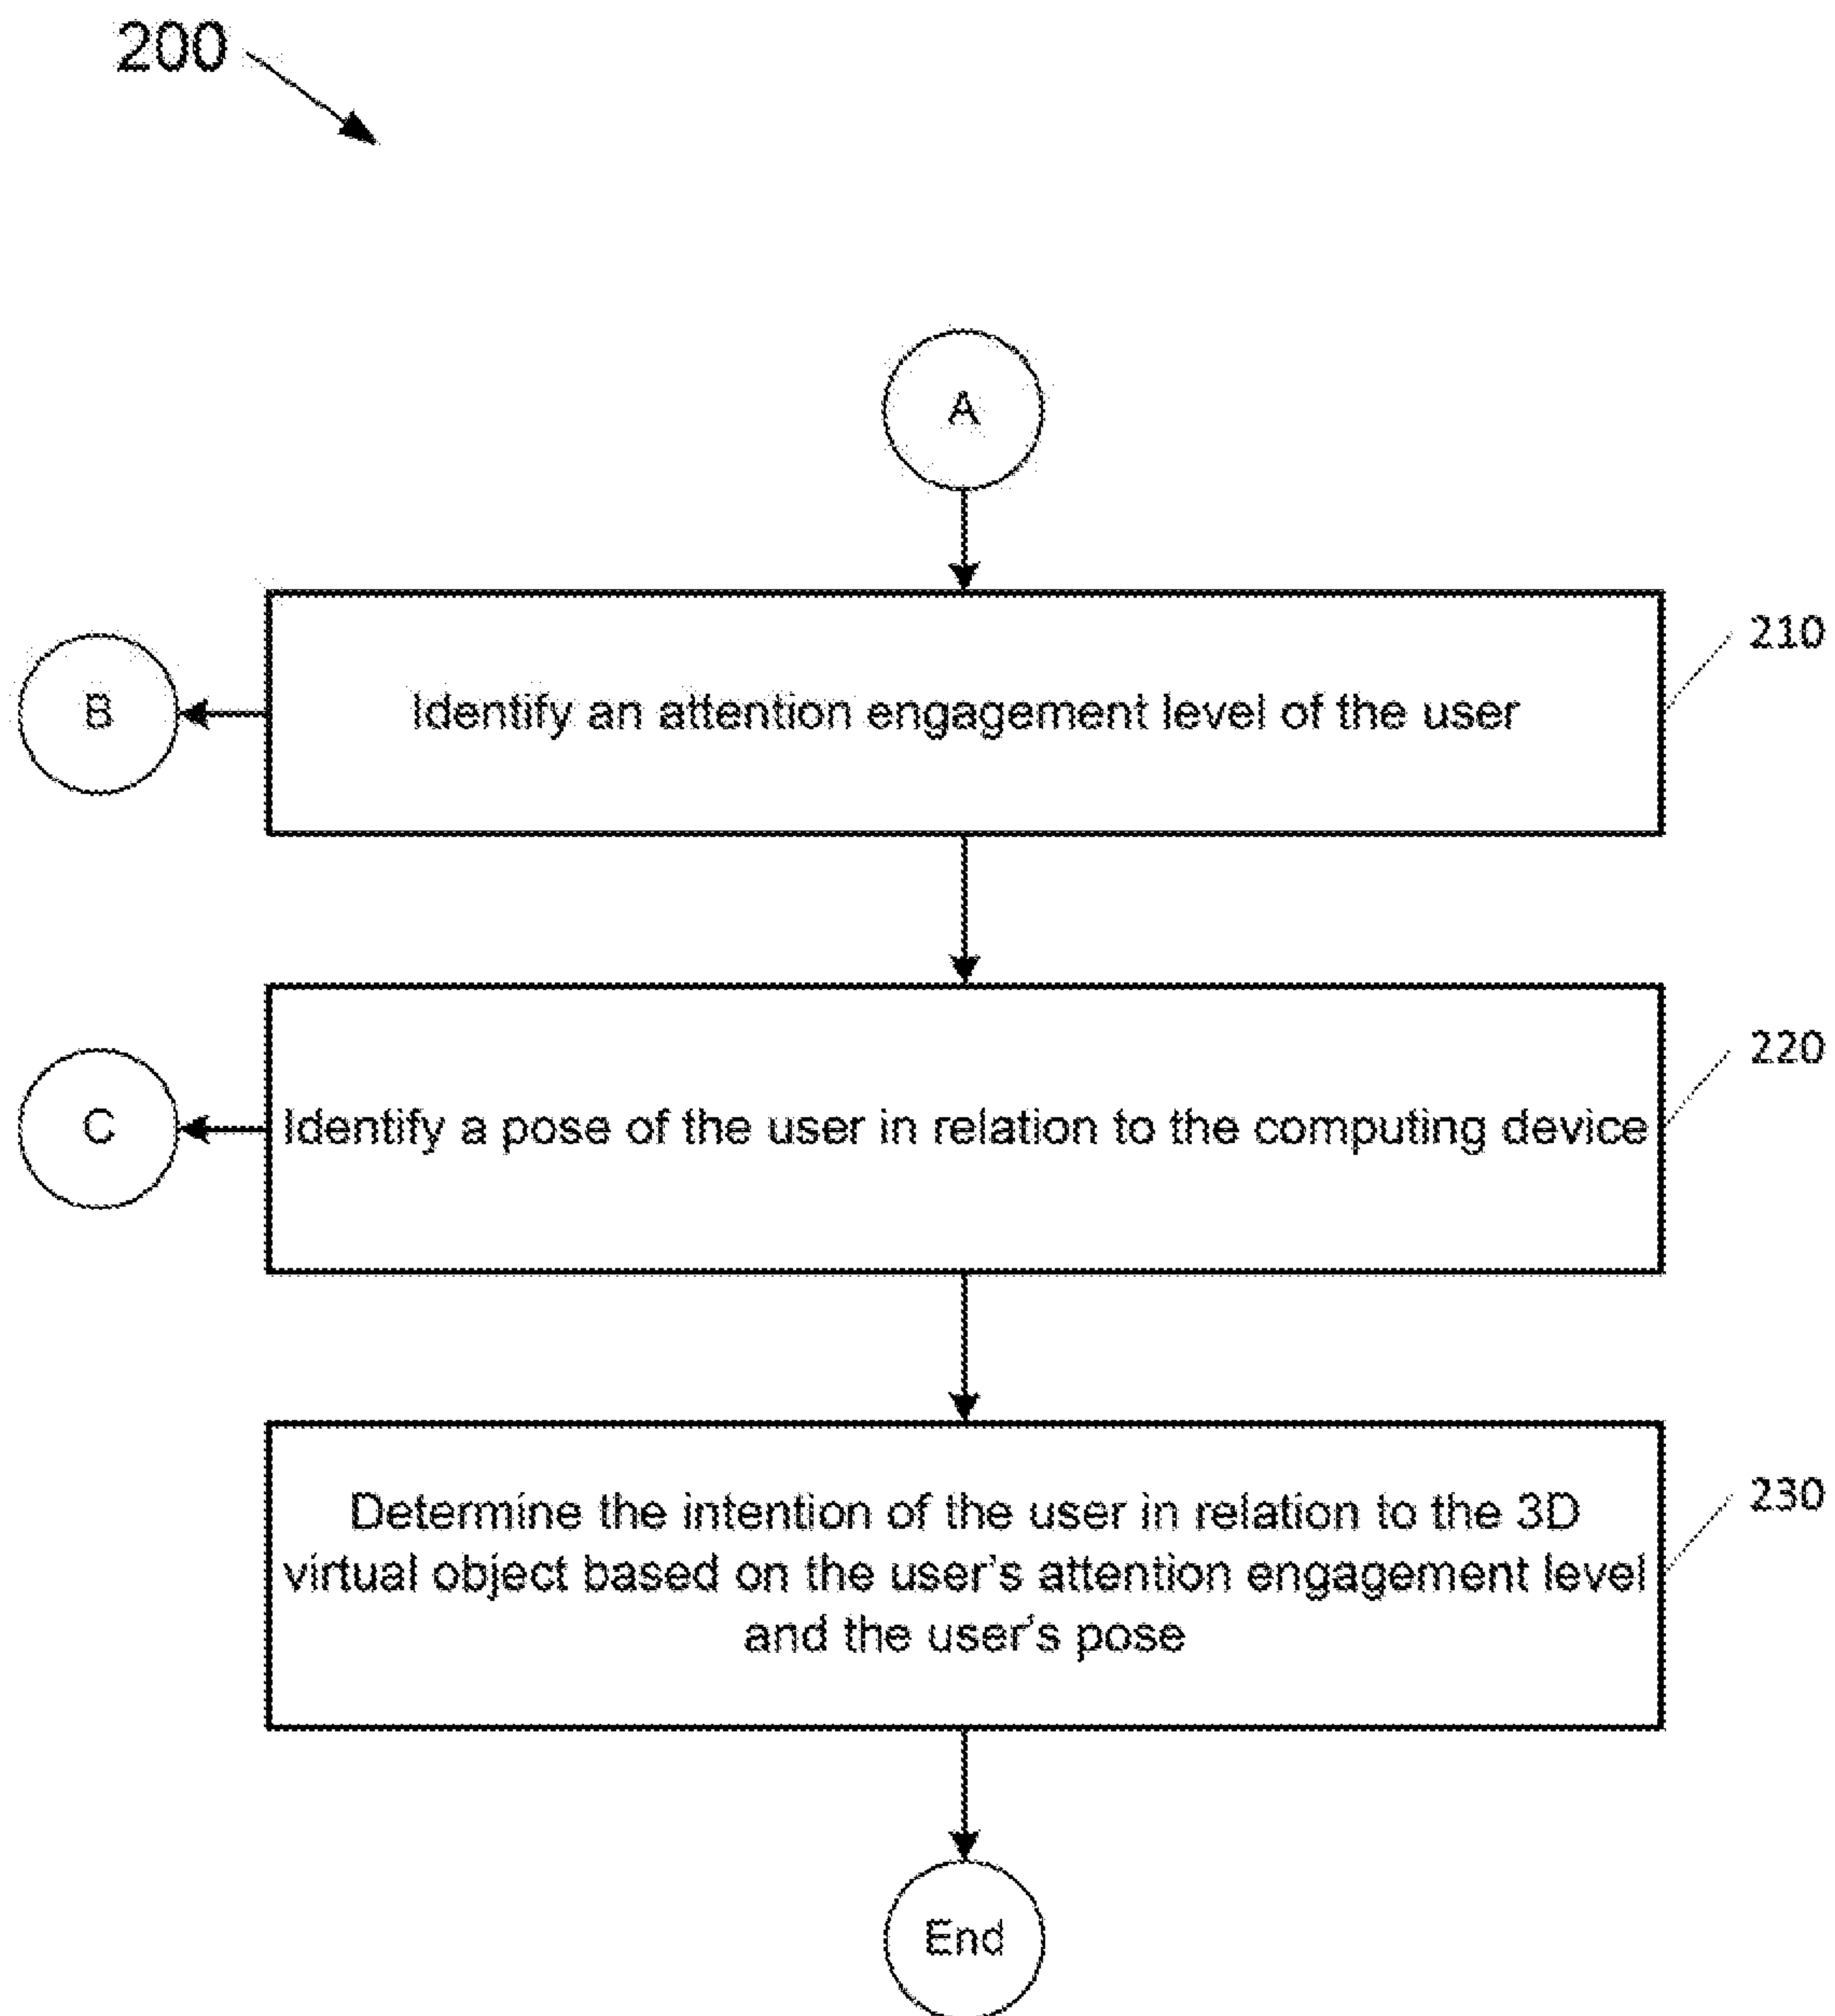 200
A
210
B
Identify an attention engagement level of the user
220
C
Identify a pose of the user in relation to the computing device
230
Determine the intention of the user in relation to the 3D
virtual object based on the user's attention engagement level
and the user's pose
End